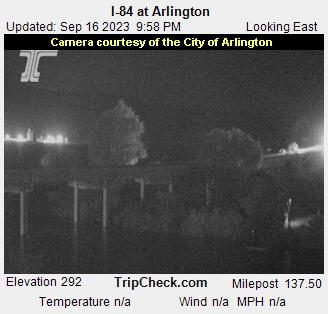 I-84 at Arlington
Updated: Sep 16 2023 9:58 PM Looking East
Camera courtesy of the City of Arlington
Elevation 292 TripCheck.com Milepost 137.50
Temperature n/a Wind n/a MPH n/a